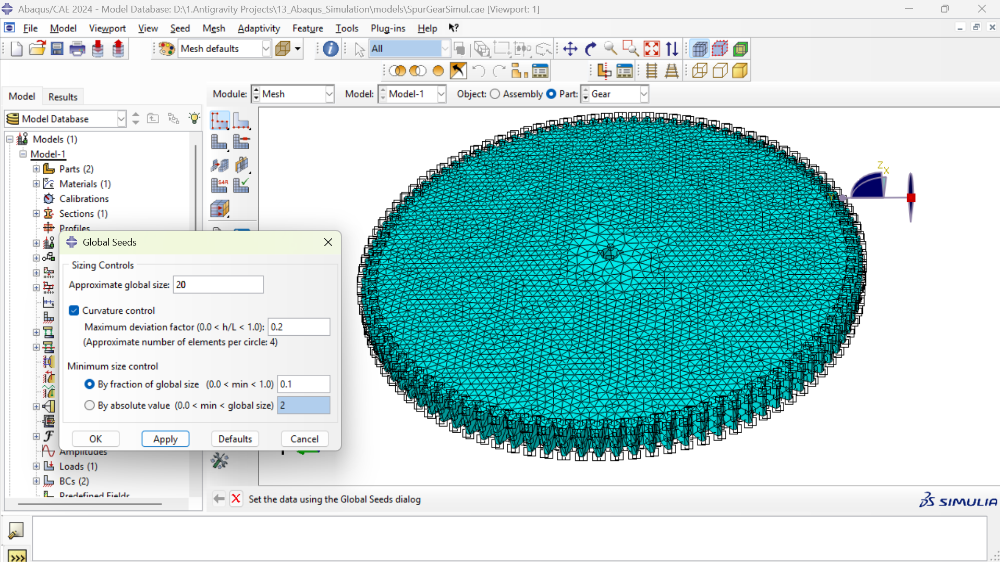 Abaqus/CAE 2024 - Model Database: D:\1.Antigravity Projects\13_Abaqus_Simulation\models\SpurGearSimul.cae [Viewport: 1]
File Model Viewport View Seed Mesh Adaptivity Feature Tools Plug-ins Help
Mesh defaults
All
Model Results
Module: Mesh Model: Model-1 Object: Assembly Part: Gear
Model Database
Models (1)
Model-1
Parts (2)
Materials (1)
Calibrations
Sections (1)
Profiles
S4R
Z
X
Y
Global Seeds
Sizing Controls
Approximate global size: 20
Curvature control
Maximum deviation factor (0.0 < h/L < 1.0): 0.2
(Approximate number of elements per circle: 4)
Minimum size control
By fraction of global size (0.0 < min < 1.0) 0.1
By absolute value (0.0 < min < global size) 2
OK Apply Defaults Cancel
Amplitudes
Loads (1)
BCs (2)
Predefined Fields
Set the data using the Global Seeds dialog
SIMULIA
>>>